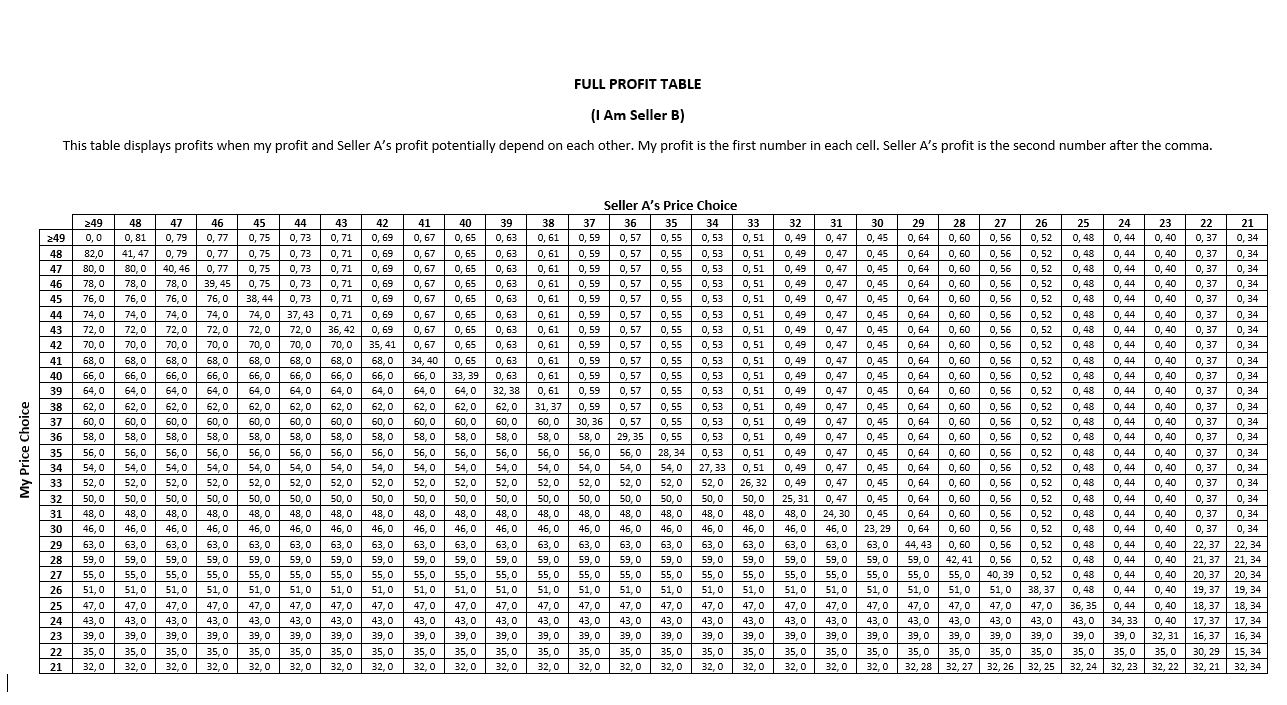 FULL PROFIT TABLE
(I Am Seller B)
This table displays profits when my profit and Seller A's profit potentially depend on each other. My profit is the first number in each cell. Seller A's profit is the second number after the comma.
Seller A's Price Choice
≥49 48 47 46 45 44 43 42 41 40 39 38 37 36 35 34 33 32 31 30 29 28 27 26 25 24 23 22 21
My Price Choice
≥49 0, 0 0, 81 0, 79 0, 77 0, 75 0, 73 0, 71 0, 69 0, 67 0, 65 0, 63 0, 61 0, 59 0, 57 0, 55 0, 53 0, 51 0, 49 0, 47 0, 45 0, 64 0, 60 0, 56 0, 52 0, 48 0, 44 0, 40 0, 37 0, 34
48 82,0 41, 47 0, 79 0, 77 0, 75 0, 73 0, 71 0, 69 0, 67 0, 65 0, 63 0, 61 0, 59 0, 57 0, 55 0, 53 0, 51 0, 49 0, 47 0, 45 0, 64 0, 60 0, 56 0, 52 0, 48 0, 44 0, 40 0, 37 0, 34
47 80, 0 80, 0 40, 46 0, 77 0, 75 0, 73 0, 71 0, 69 0, 67 0, 65 0, 63 0, 61 0, 59 0, 57 0, 55 0, 53 0, 51 0, 49 0, 47 0, 45 0, 64 0, 60 0, 56 0, 52 0, 48 0, 44 0, 40 0, 37 0, 34
46 78, 0 78, 0 78, 0 39, 45 0, 75 0, 73 0, 71 0, 69 0, 67 0, 65 0, 63 0, 61 0, 59 0, 57 0, 55 0, 53 0, 51 0, 49 0, 47 0, 45 0, 64 0, 60 0, 56 0, 52 0, 48 0, 44 0, 40 0, 37 0, 34
45 76, 0 76, 0 76, 0 76, 0 38, 44 0, 73 0, 71 0, 69 0, 67 0, 65 0, 63 0, 61 0, 59 0, 57 0, 55 0, 53 0, 51 0, 49 0, 47 0, 45 0, 64 0, 60 0, 56 0, 52 0, 48 0, 44 0, 40 0, 37 0, 34
44 74, 0 74, 0 74, 0 74, 0 74, 0 37, 43 0, 71 0, 69 0, 67 0, 65 0, 63 0, 61 0, 59 0, 57 0, 55 0, 53 0, 51 0, 49 0, 47 0, 45 0, 64 0, 60 0, 56 0, 52 0, 48 0, 44 0, 40 0, 37 0, 34
43 72, 0 72, 0 72, 0 72, 0 72, 0 72, 0 36, 42 0, 69 0, 67 0, 65 0, 63 0, 61 0, 59 0, 57 0, 55 0, 53 0, 51 0, 49 0, 47 0, 45 0, 64 0, 60 0, 56 0, 52 0, 48 0, 44 0, 40 0, 37 0, 34
42 70, 0 70, 0 70, 0 70, 0 70, 0 70, 0 70, 0 35, 41 0, 67 0, 65 0, 63 0, 61 0, 59 0, 57 0, 55 0, 53 0, 51 0, 49 0, 47 0, 45 0, 64 0, 60 0, 56 0, 52 0, 48 0, 44 0, 40 0, 37 0, 34
41 68, 0 68, 0 68, 0 68, 0 68, 0 68, 0 68, 0 68, 0 34, 40 0, 65 0, 63 0, 61 0, 59 0, 57 0, 55 0, 53 0, 51 0, 49 0, 47 0, 45 0, 64 0, 60 0, 56 0, 52 0, 48 0, 44 0, 40 0, 37 0, 34
40 66, 0 66, 0 66, 0 66, 0 66, 0 66, 0 66, 0 66, 0 66, 0 33, 39 0, 63 0, 61 0, 59 0, 57 0, 55 0, 53 0, 51 0, 49 0, 47 0, 45 0, 64 0, 60 0, 56 0, 52 0, 48 0, 44 0, 40 0, 37 0, 34
39 64, 0 64, 0 64, 0 64, 0 64, 0 64, 0 64, 0 64, 0 64, 0 64, 0 32, 38 0, 61 0, 59 0, 57 0, 55 0, 53 0, 51 0, 49 0, 47 0, 45 0, 64 0, 60 0, 56 0, 52 0, 48 0, 44 0, 40 0, 37 0, 34
38 62, 0 62, 0 62, 0 62, 0 62, 0 62, 0 62, 0 62, 0 62, 0 62, 0 62, 0 31, 37 0, 59 0, 57 0, 55 0, 53 0, 51 0, 49 0, 47 0, 45 0, 64 0, 60 0, 56 0, 52 0, 48 0, 44 0, 40 0, 37 0, 34
37 60, 0 60, 0 60, 0 60, 0 60, 0 60, 0 60, 0 60, 0 60, 0 60, 0 60, 0 60, 0 30, 36 0, 57 0, 55 0, 53 0, 51 0, 49 0, 47 0, 45 0, 64 0, 60 0, 56 0, 52 0, 48 0, 44 0, 40 0, 37 0, 34
36 58, 0 58, 0 58, 0 58, 0 58, 0 58, 0 58, 0 58, 0 58, 0 58, 0 58, 0 58, 0 58, 0 29, 35 0, 55 0, 53 0, 51 0, 49 0, 47 0, 45 0, 64 0, 60 0, 56 0, 52 0, 48 0, 44 0, 40 0, 37 0, 34
35 56, 0 56, 0 56, 0 56, 0 56, 0 56, 0 56, 0 56, 0 56, 0 56, 0 56, 0 56, 0 56, 0 56, 0 28, 34 0, 53 0, 51 0, 49 0, 47 0, 45 0, 64 0, 60 0, 56 0, 52 0, 48 0, 44 0, 40 0, 37 0, 34
34 54, 0 54, 0 54, 0 54, 0 54, 0 54, 0 54, 0 54, 0 54, 0 54, 0 54, 0 54, 0 54, 0 54, 0 54, 0 27, 33 0, 51 0, 49 0, 47 0, 45 0, 64 0, 60 0, 56 0, 52 0, 48 0, 44 0, 40 0, 37 0, 34
33 52, 0 52, 0 52, 0 52, 0 52, 0 52, 0 52, 0 52, 0 52, 0 52, 0 52, 0 52, 0 52, 0 52, 0 52, 0 52, 0 26, 32 0, 49 0, 47 0, 45 0, 64 0, 60 0, 56 0, 52 0, 48 0, 44 0, 40 0, 37 0, 34
32 50, 0 50, 0 50, 0 50, 0 50, 0 50, 0 50, 0 50, 0 50, 0 50, 0 50, 0 50, 0 50, 0 50, 0 50, 0 50, 0 50, 0 25, 31 0, 47 0, 45 0, 64 0, 60 0, 56 0, 52 0, 48 0, 44 0, 40 0, 37 0, 34
31 48, 0 48, 0 48, 0 48, 0 48, 0 48, 0 48, 0 48, 0 48, 0 48, 0 48, 0 48, 0 48, 0 48, 0 48, 0 48, 0 48, 0 48, 0 24, 30 0, 45 0, 64 0, 60 0, 56 0, 52 0, 48 0, 44 0, 40 0, 37 0, 34
30 46, 0 46, 0 46, 0 46, 0 46, 0 46, 0 46, 0 46, 0 46, 0 46, 0 46, 0 46, 0 46, 0 46, 0 46, 0 46, 0 46, 0 46, 0 46, 0 23, 29 0, 64 0, 60 0, 56 0, 52 0, 48 0, 44 0, 40 0, 37 0, 34
29 63, 0 63, 0 63, 0 63, 0 63, 0 63, 0 63, 0 63, 0 63, 0 63, 0 63, 0 63, 0 63, 0 63, 0 63, 0 63, 0 63, 0 63, 0 63, 0 63, 0 44, 43 0, 60 0, 56 0, 52 0, 48 0, 44 0, 40 22, 37 22, 34
28 59, 0 59, 0 59, 0 59, 0 59, 0 59, 0 59, 0 59, 0 59, 0 59, 0 59, 0 59, 0 59, 0 59, 0 59, 0 59, 0 59, 0 59, 0 59, 0 59, 0 59, 0 42, 41 0, 56 0, 52 0, 48 0, 44 0, 40 21, 37 21, 34
27 55, 0 55, 0 55, 0 55, 0 55, 0 55, 0 55, 0 55, 0 55, 0 55, 0 55, 0 55, 0 55, 0 55, 0 55, 0 55, 0 55, 0 55, 0 55, 0 55, 0 55, 0 55, 0 40, 39 0, 52 0, 48 0, 44 0, 40 20, 37 20, 34
26 51, 0 51, 0 51, 0 51, 0 51, 0 51, 0 51, 0 51, 0 51, 0 51, 0 51, 0 51, 0 51, 0 51, 0 51, 0 51, 0 51, 0 51, 0 51, 0 51, 0 51, 0 51, 0 51, 0 38, 37 0, 48 0, 44 0, 40 19, 37 19, 34
25 47, 0 47, 0 47, 0 47, 0 47, 0 47, 0 47, 0 47, 0 47, 0 47, 0 47, 0 47, 0 47, 0 47, 0 47, 0 47, 0 47, 0 47, 0 47, 0 47, 0 47, 0 47, 0 47, 0 47, 0 36, 35 0, 44 0, 40 18, 37 18, 34
24 43, 0 43, 0 43, 0 43, 0 43, 0 43, 0 43, 0 43, 0 43, 0 43, 0 43, 0 43, 0 43, 0 43, 0 43, 0 43, 0 43, 0 43, 0 43, 0 43, 0 43, 0 43, 0 43, 0 43, 0 43, 0 34, 33 0, 40 17, 37 17, 34
23 39, 0 39, 0 39, 0 39, 0 39, 0 39, 0 39, 0 39, 0 39, 0 39, 0 39, 0 39, 0 39, 0 39, 0 39, 0 39, 0 39, 0 39, 0 39, 0 39, 0 39, 0 39, 0 39, 0 39, 0 39, 0 39, 0 32, 31 16, 37 16, 34
22 35, 0 35, 0 35, 0 35, 0 35, 0 35, 0 35, 0 35, 0 35, 0 35, 0 35, 0 35, 0 35, 0 35, 0 35, 0 35, 0 35, 0 35, 0 35, 0 35, 0 35, 0 35, 0 35, 0 35, 0 35, 0 35, 0 35, 0 30, 29 15, 34
21 32, 0 32, 0 32, 0 32, 0 32, 0 32, 0 32, 0 32, 0 32, 0 32, 0 32, 0 32, 0 32, 0 32, 0 32, 0 32, 0 32, 0 32, 0 32, 0 32, 0 32, 28 32, 27 32, 26 32, 25 32, 24 32, 23 32, 22 32, 21 32, 34